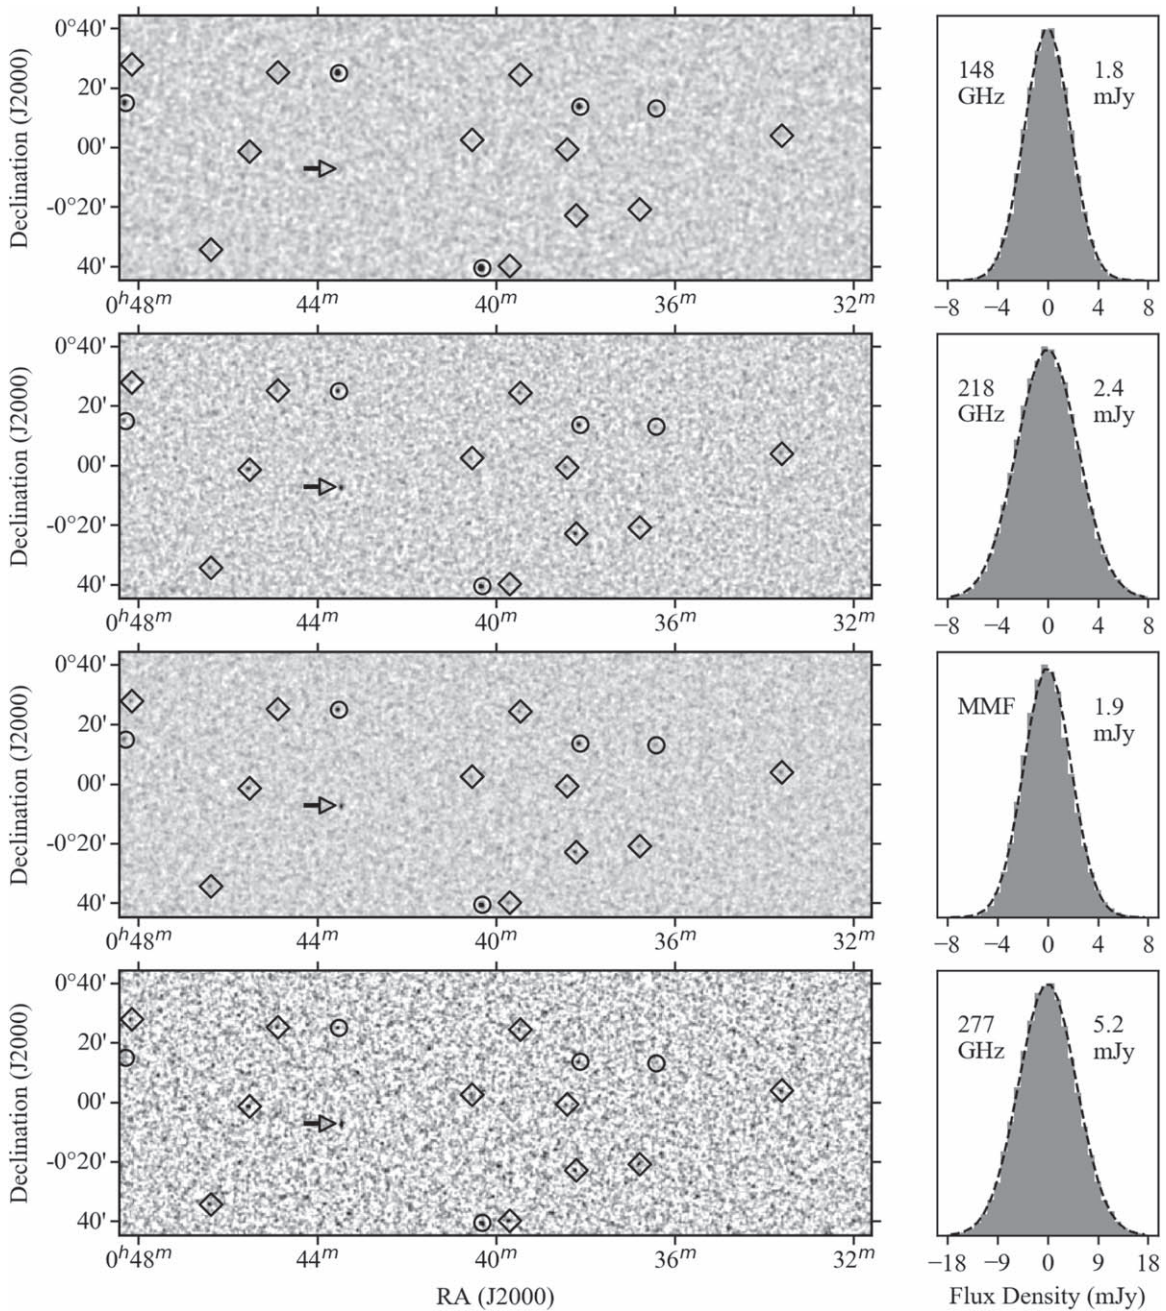 Declination (J2000)
0°40'
20'
00'
-0°20'
40'
0ʰ48ᵐ 44ᵐ 40ᵐ 36ᵐ 32ᵐ
148 GHz
1.8 mJy
−8 −4 0 4 8
Declination (J2000)
0°40'
20'
00'
-0°20'
40'
0ʰ48ᵐ 44ᵐ 40ᵐ 36ᵐ 32ᵐ
218 GHz
2.4 mJy
−8 −4 0 4 8
Declination (J2000)
0°40'
20'
00'
-0°20'
40'
0ʰ48ᵐ 44ᵐ 40ᵐ 36ᵐ 32ᵐ
MMF
1.9 mJy
−8 −4 0 4 8
Declination (J2000)
0°40'
20'
00'
-0°20'
40'
0ʰ48ᵐ 44ᵐ 40ᵐ 36ᵐ 32ᵐ
RA (J2000)
277 GHz
5.2 mJy
−18 −9 0 9 18
Flux Density (mJy)